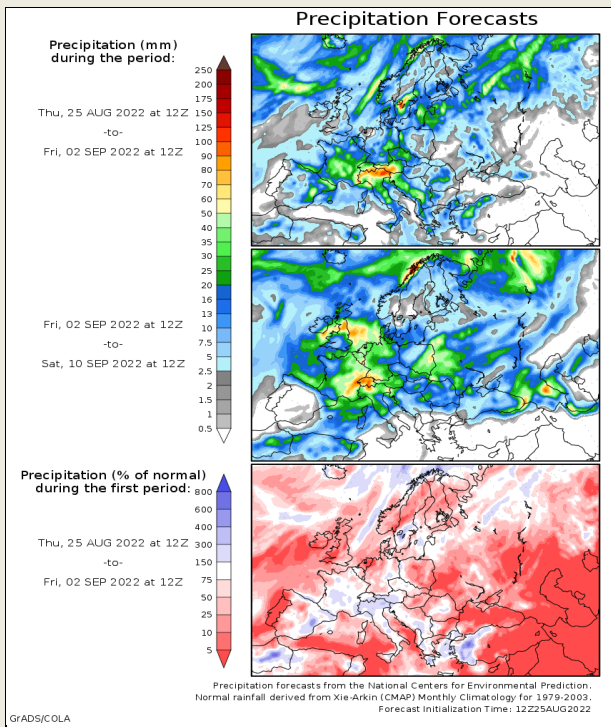 Precipitation Forecasts
Precipitation (mm)
during the period:
Thu, 25 AUG 2022 at 12Z
-to-
Fri, 02 SEP 2022 at 12Z
250
200
175
150
125
100
90
80
70
60
50
40
35
30
25
20
16
13
10
7.5
5
2.5
2
1.5
1
0.5
Fri, 02 SEP 2022 at 12Z
-to-
Sat, 10 SEP 2022 at 12Z
Precipitation (% of normal)
during the first period:
Thu, 25 AUG 2022 at 12Z
-to-
Fri, 02 SEP 2022 at 12Z
800
600
400
300
150
75
50
25
10
5
Precipitation forecasts from the National Centers for Environmental Prediction.
Normal rainfall derived from Xie-Arkin (CMAP) Monthly Climatology for 1979-2003.
Forecast Initialization Time: 12Z25AUG2022
GrADS/COLA